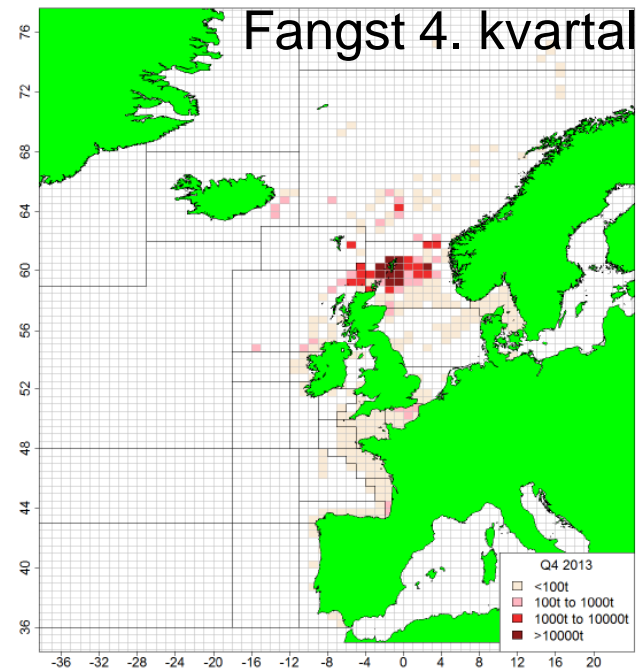 Fangst 4. kvartal
76
72
68
64
60
56
52
48
44
40
36
Q4 2013
<100t
100t to 1000t
1000t to 10000t
>10000t
-36 -32 -28 -24 -20 -16 -12 -8 -4 0 4 8 12 16 20